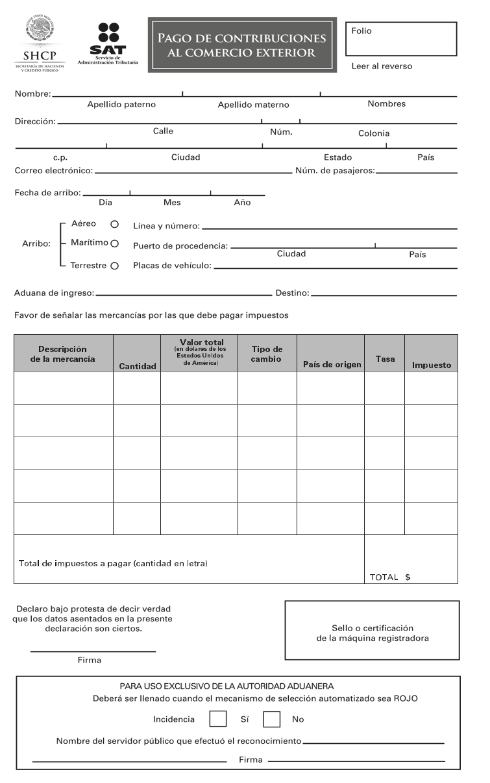 SHCP
SECRETARÍA DE HACIENDA
Y CRÉDITO PÚBLICO
SAT
Servicio de
Administración Tributaria
PAGO DE CONTRIBUCIONES
AL COMERCIO EXTERIOR
Folio
Leer al reverso
Nombre:
Apellido paterno Apellido materno Nombres
Dirección:
Calle Núm. Colonia
c.p. Ciudad Estado País
Correo electrónico: Núm. de pasajeros:
Fecha de arribo:
Día Mes Año
Arribo:
Aéreo Línea y número:
Marítimo Puerto de procedencia:
Ciudad País
Terrestre Placas de vehículo:
Aduana de ingreso: Destino:
Favor de señalar las mercancías por las que debe pagar impuestos
Descripción
de la mercancía
Cantidad
Valor total
(en dolares de los
Estados Unidos
de America)
Tipo de
cambio
País de origen
Tasa
Impuesto
Total de impuestos a pagar (cantidad en letra)
TOTAL $
Declaro bajo protesta de decir verdad
que los datos asentados en la presente
declaración son ciertos.
Firma
Sello o certificación
de la máquina registradora
PARA USO EXCLUSIVO DE LA AUTORIDAD ADUANERA
Deberá ser llenado cuando el mecanismo de selección automatizado sea ROJO
Incidencia Sí No
Nombre del servidor público que efectuó el reconocimiento
Firma